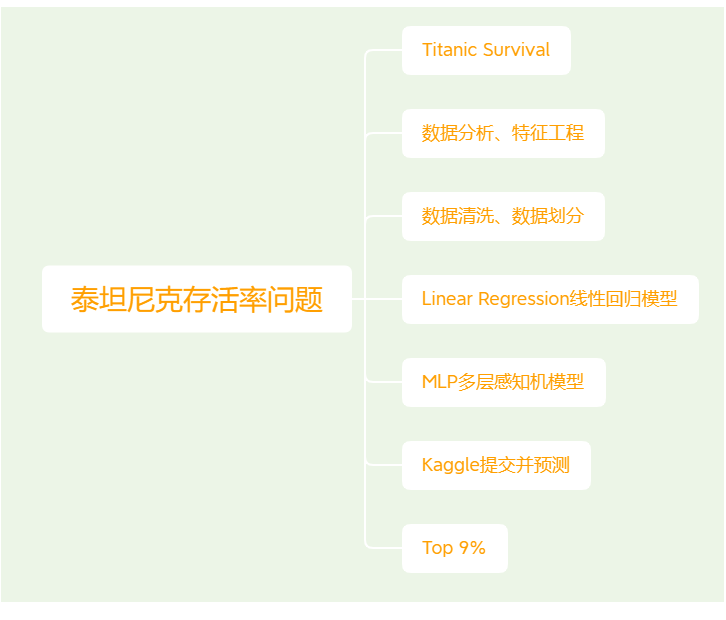 泰坦尼克存活率问题
Titanic Survival
数据分析、特征工程
数据清洗、数据划分
Linear Regression线性回归模型
MLP多层感知机模型
Kaggle提交并预测
Top 9%